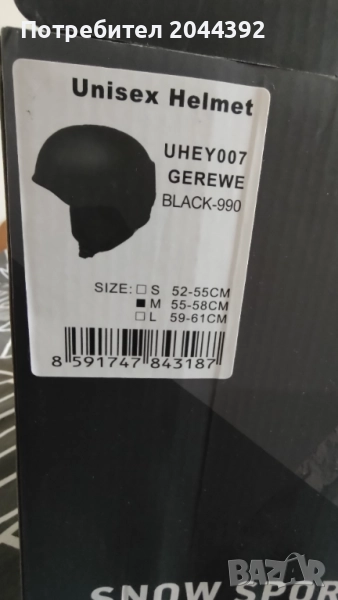 Потребител 2044392
Unisex Helmet
UHEY007
GEREWE
BLACK-990
SIZE: □ S 52-55CM
■ M 55-58CM
□ L 59-61CM
8 591747 843187
BAZAR
SNOW SPOR